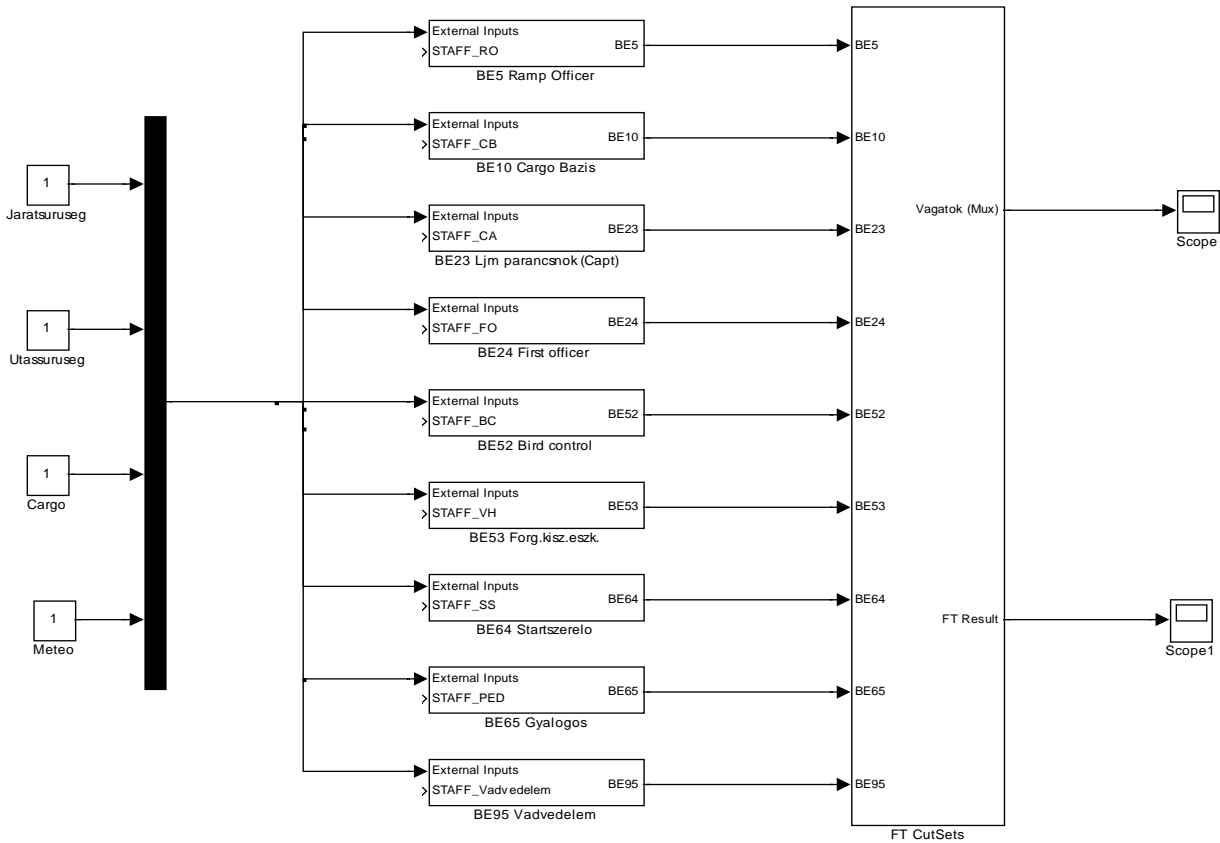 1
Jaratsuruseg
1
Utassuruseg
1
Cargo
1
Meteo
External Inputs
STAFF_RO
BE5
BE5 Ramp Officer
External Inputs
STAFF_CB
BE10
BE10 Cargo Bazis
External Inputs
STAFF_CA
BE23
BE23 Ljm parancsnok (Capt)
External Inputs
STAFF_FO
BE24
BE24 First officer
External Inputs
STAFF_BC
BE52
BE52 Bird control
External Inputs
STAFF_VH
BE53
BE53 Forg.kisz.eszk.
External Inputs
STAFF_SS
BE64
BE64 Startszerelo
External Inputs
STAFF_PED
BE65
BE65 Gyalogos
External Inputs
STAFF_Vadvedelem
BE95
BE95 Vadvedelem
BE5
BE10
BE23
BE24
BE52
BE53
BE64
BE65
BE95
Vagatok (Mux)
FT Result
FT CutSets
Scope
Scope1